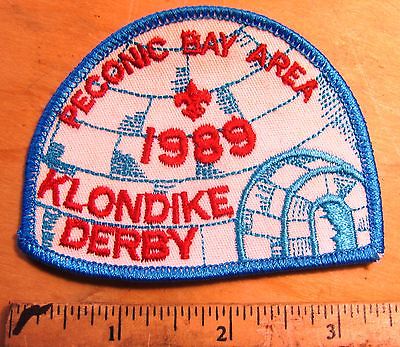 PECONIC BAY AREA
1989
KLONDIKE
DERBY
1 2 3